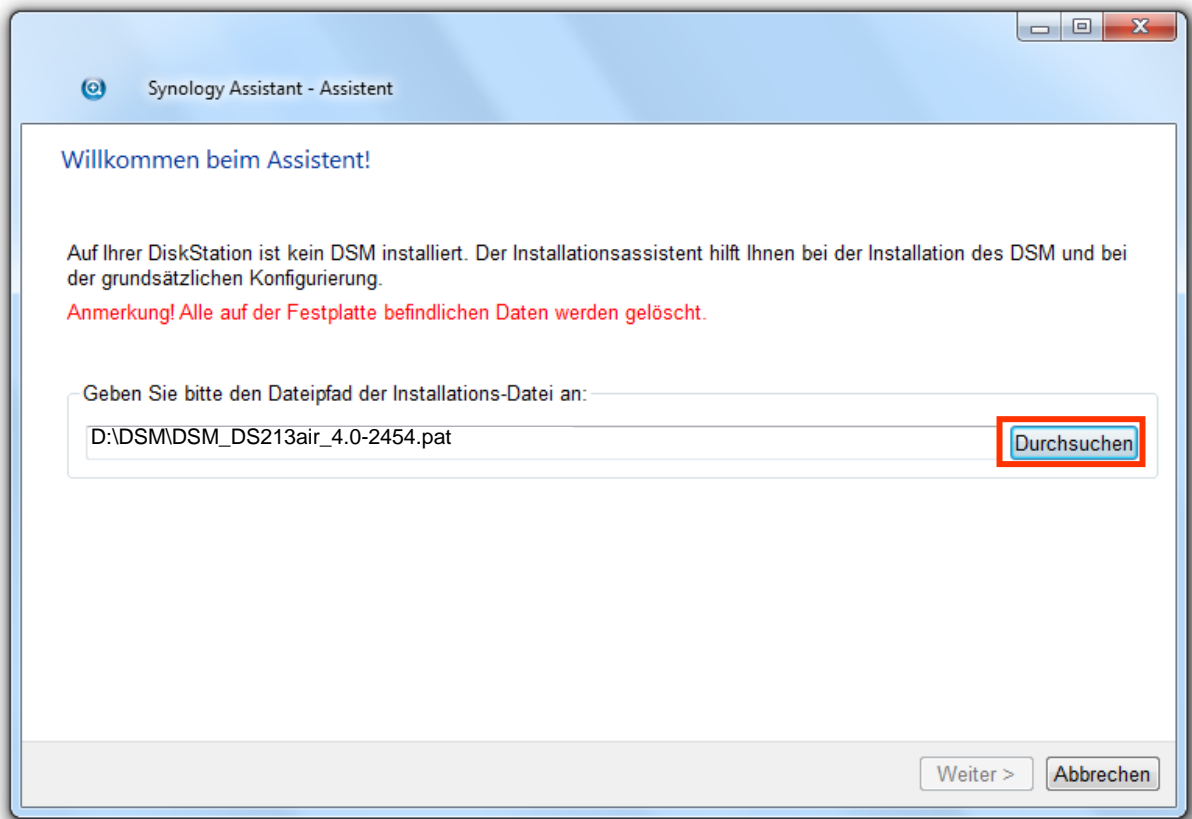 Synology Assistant - Assistent
Willkommen beim Assistent!
Auf Ihrer DiskStation ist kein DSM installiert. Der Installationsassistent hilft Ihnen bei der Installation des DSM und bei
der grundsätzlichen Konfigurierung.
Anmerkung! Alle auf der Festplatte befindlichen Daten werden gelöscht.
Geben Sie bitte den Dateipfad der Installations-Datei an:
D:\DSM\DSM_DS213air_4.0-2454.pat
Durchsuchen
Weiter >
Abbrechen